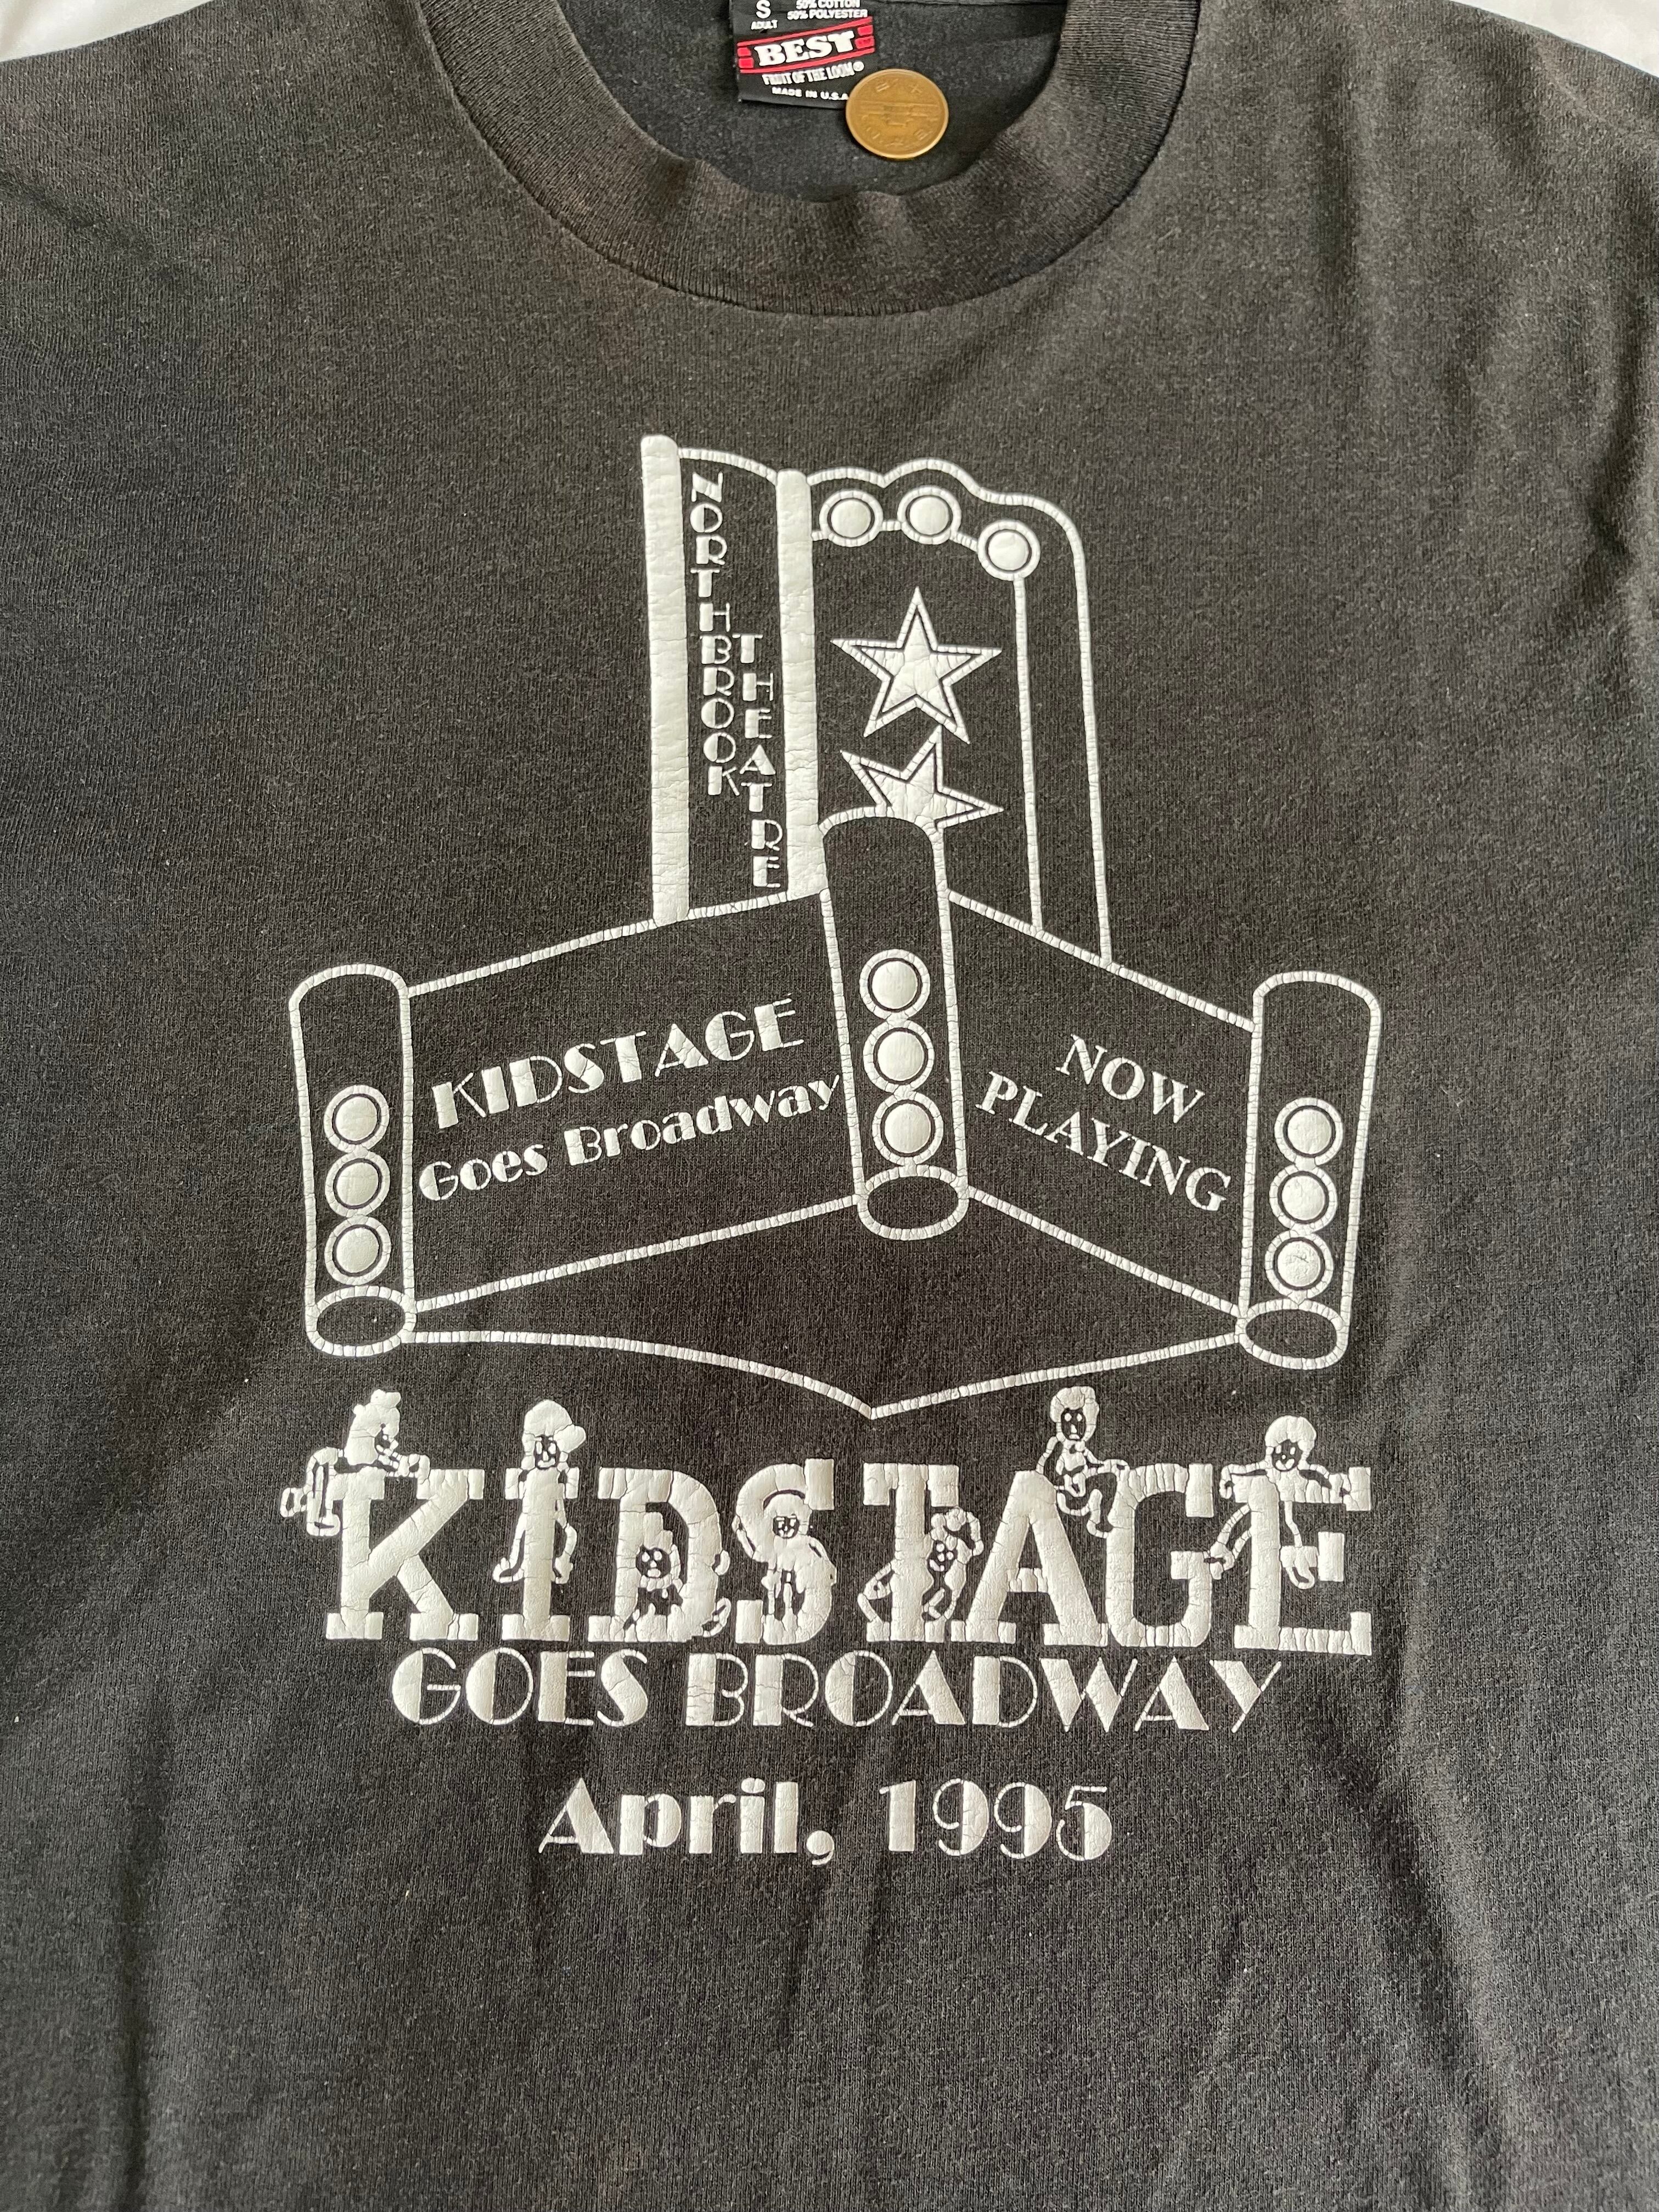 S
ADULT
50% COTTON
50% POLYESTER
BEST
FRUIT OF THE LOOM®
MADE IN U.S.A.
NORTHBROOK
THEATRE
KIDSTAGE
Goes Broadway
NOW
PLAYING
KIDSTAGE
GOES BROADWAY
April, 1995